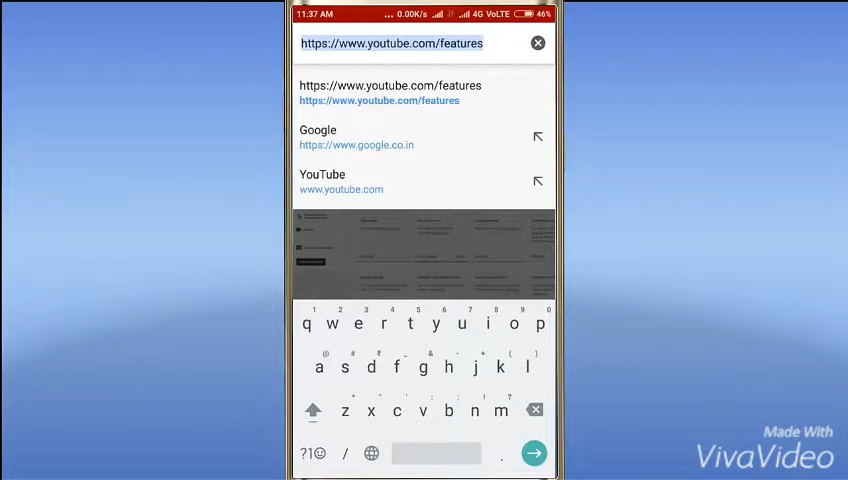 11:37 AM ... 0.00K/s 4G VoLTE 46%
https://www.youtube.com/features
https://www.youtube.com/features
https://www.youtube.com/features
Google
https://www.google.co.in
YouTube
www.youtube.com
1 2 3 4 5 6 7 8 9 0
q w e r t y u i o p
@ # ₹ _ & - + ( )
a s d f g h j k l
* " ' : ; ! ?
z x c v b n m
?1☺ / .
Made With
VivaVideo